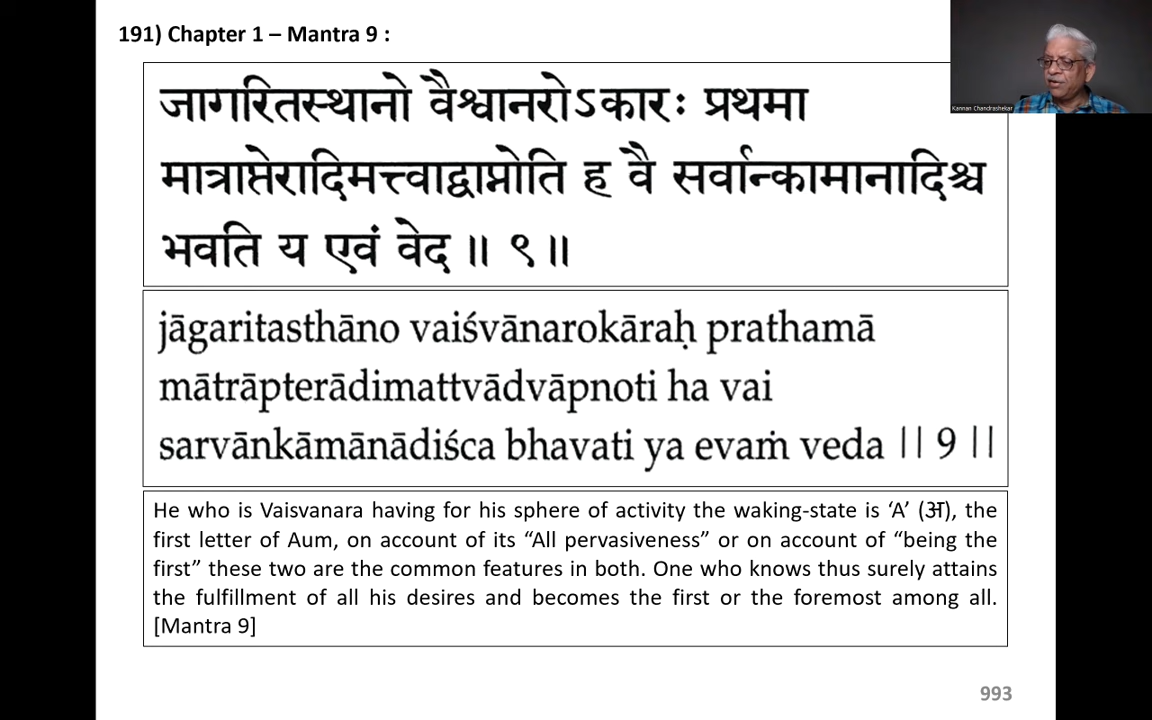 191) Chapter 1 – Mantra 9 :
Kannan Chandrashekar
जागरितस्थानो वैश्वानरोऽकारः प्रथमा
मात्राप्तेरादिमत्त्वाद्वाप्नोति ह वै सर्वान्कामानादिश्च
भवति य एवं वेद ॥ ९ ॥
jāgaritasthāno vaiśvānarokāraḥ prathamā
mātrāpterādimattvādvāpnoti ha vai
sarvānkāmānādiśca bhavati ya evaṁ veda || 9 ||
He who is Vaisvanara having for his sphere of activity the waking-state is ‘A’ (अ), the
first letter of Aum, on account of its “All pervasiveness” or on account of “being the
first” these two are the common features in both. One who knows thus surely attains
the fulfillment of all his desires and becomes the first or the foremost among all.
[Mantra 9]
993